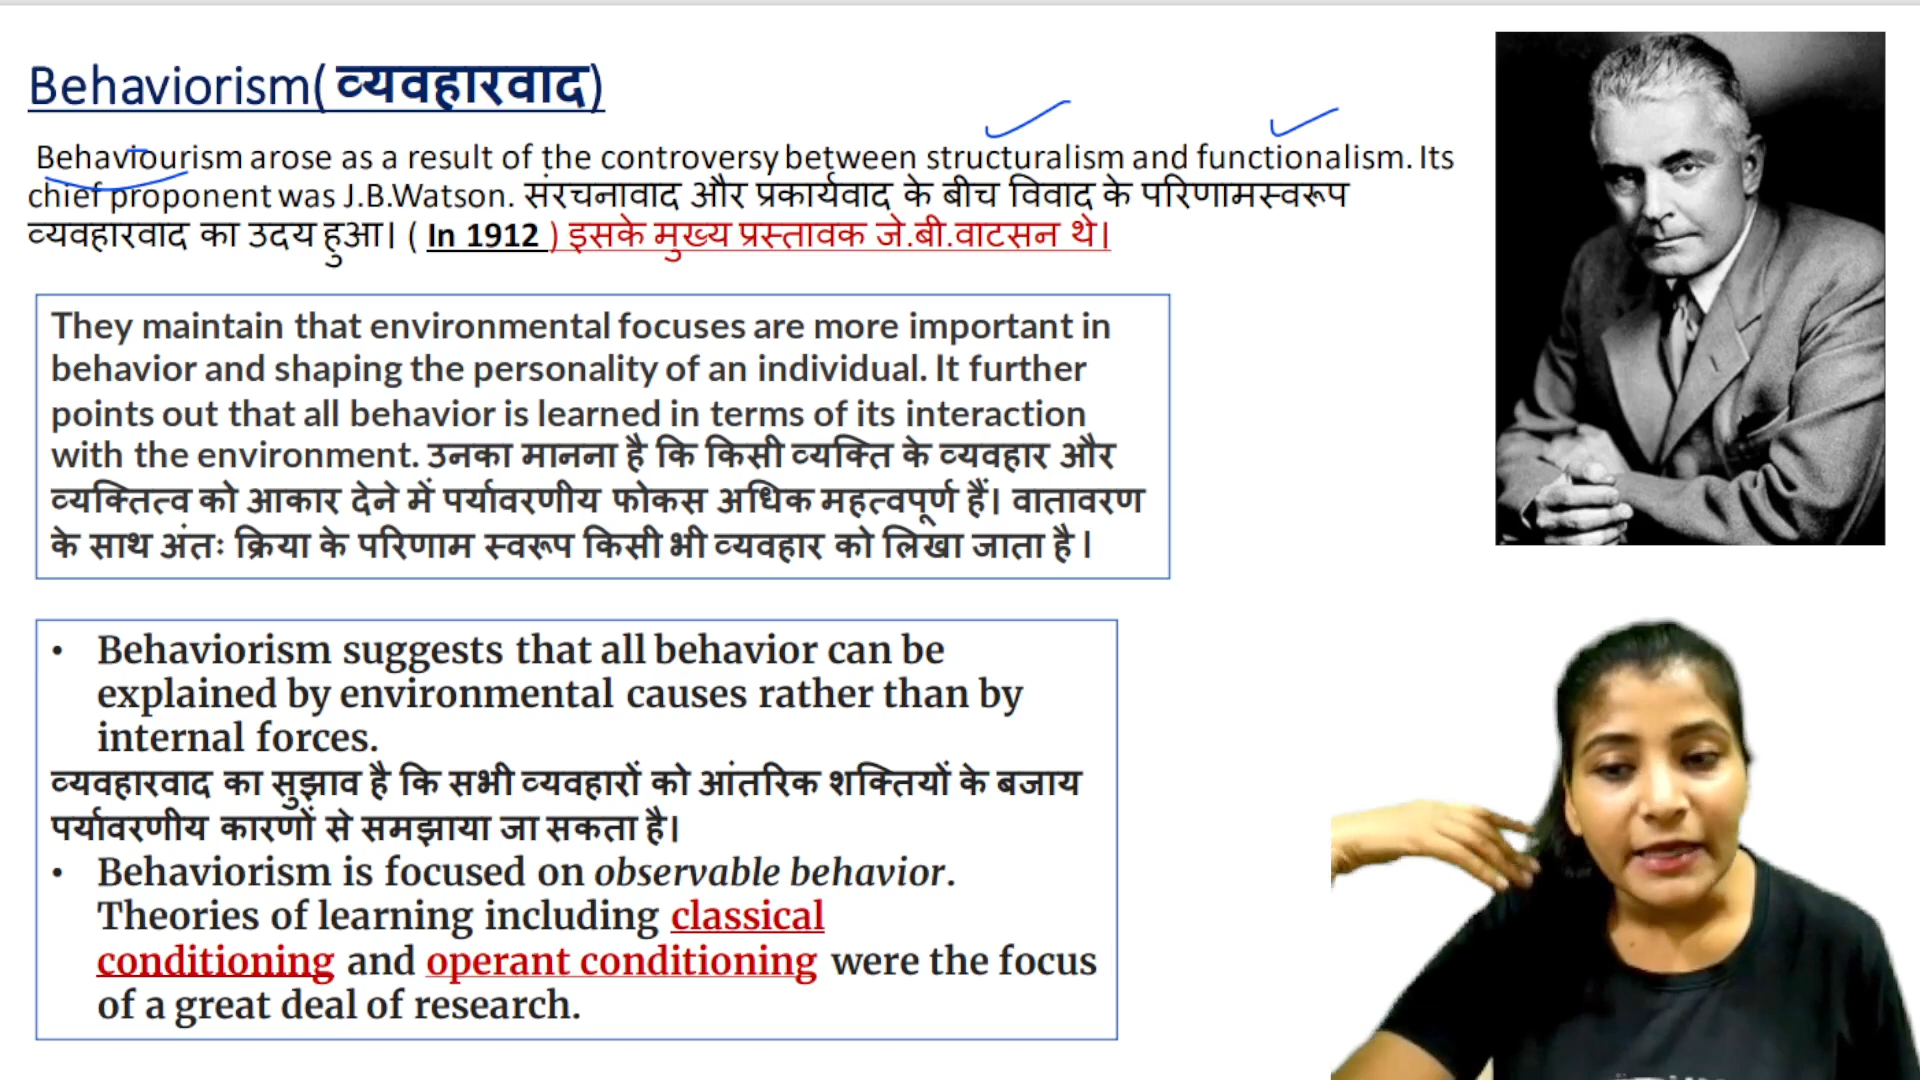 Behaviorism( व्यवहारवाद)
Behaviourism arose as a result of the controversy between structuralism and functionalism. Its
chief proponent was J.B.Watson. संरचनावाद और प्रकार्यवाद के बीच विवाद के परिणामस्वरूप
व्यवहारवाद का उदय हुआ। ( In 1912 ) इसके मुख्य प्रस्तावक जे.बी.वाटसन थे।
They maintain that environmental focuses are more important in
behavior and shaping the personality of an individual. It further
points out that all behavior is learned in terms of its interaction
with the environment. उनका मानना है कि किसी व्यक्ति के व्यवहार और
व्यक्तित्व को आकार देने में पर्यावरणीय फोकस अधिक महत्वपूर्ण हैं। वातावरण
के साथ अंतः क्रिया के परिणाम स्वरूप किसी भी व्यवहार को लिखा जाता है ।
• Behaviorism suggests that all behavior can be
explained by environmental causes rather than by
internal forces.
व्यवहारवाद का सुझाव है कि सभी व्यवहारों को आंतरिक शक्तियों के बजाय
पर्यावरणीय कारणों से समझाया जा सकता है।
• Behaviorism is focused on observable behavior.
Theories of learning including classical
conditioning and operant conditioning were the focus
of a great deal of research.